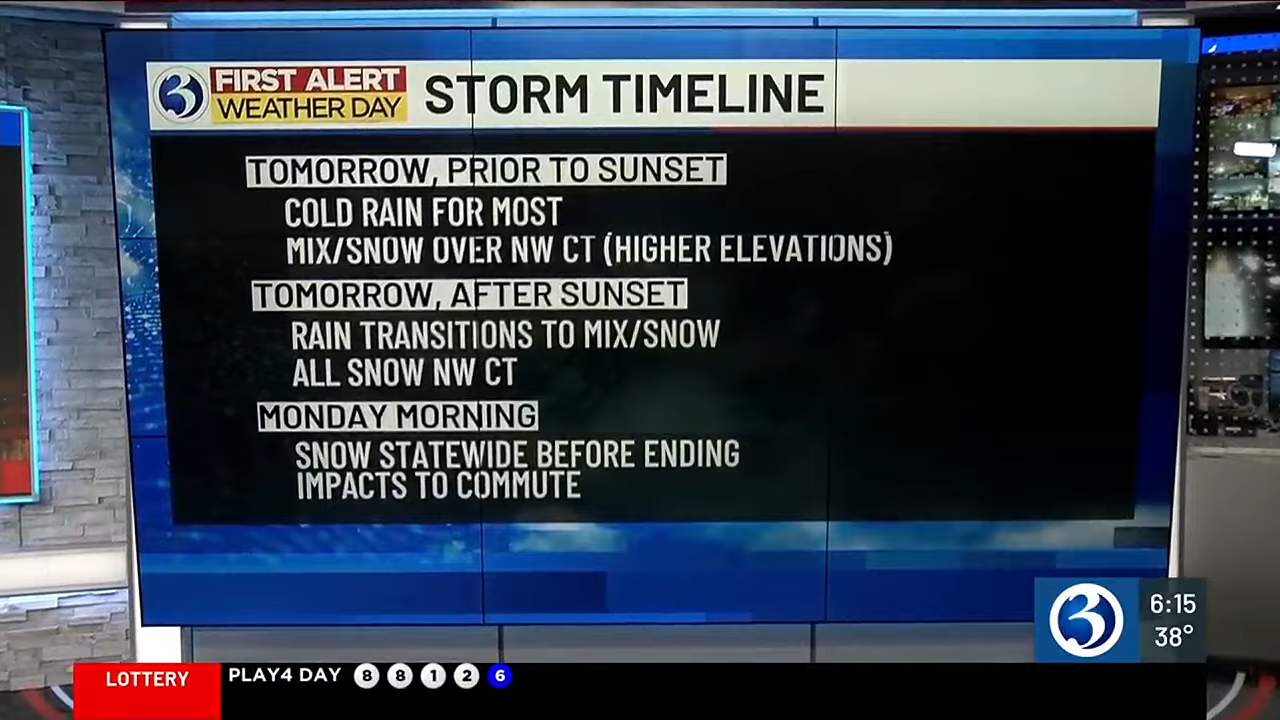 3 FIRST ALERT
WEATHER DAY
STORM TIMELINE
TOMORROW, PRIOR TO SUNSET
COLD RAIN FOR MOST
MIX/SNOW OVER NW CT (HIGHER ELEVATIONS)
TOMORROW, AFTER SUNSET
RAIN TRANSITIONS TO MIX/SNOW
ALL SNOW NW CT
MONDAY MORNING
SNOW STATEWIDE BEFORE ENDING
IMPACTS TO COMMUTE
3
6:15
38°
LOTTERY
PLAY4 DAY 8 8 1 2 6